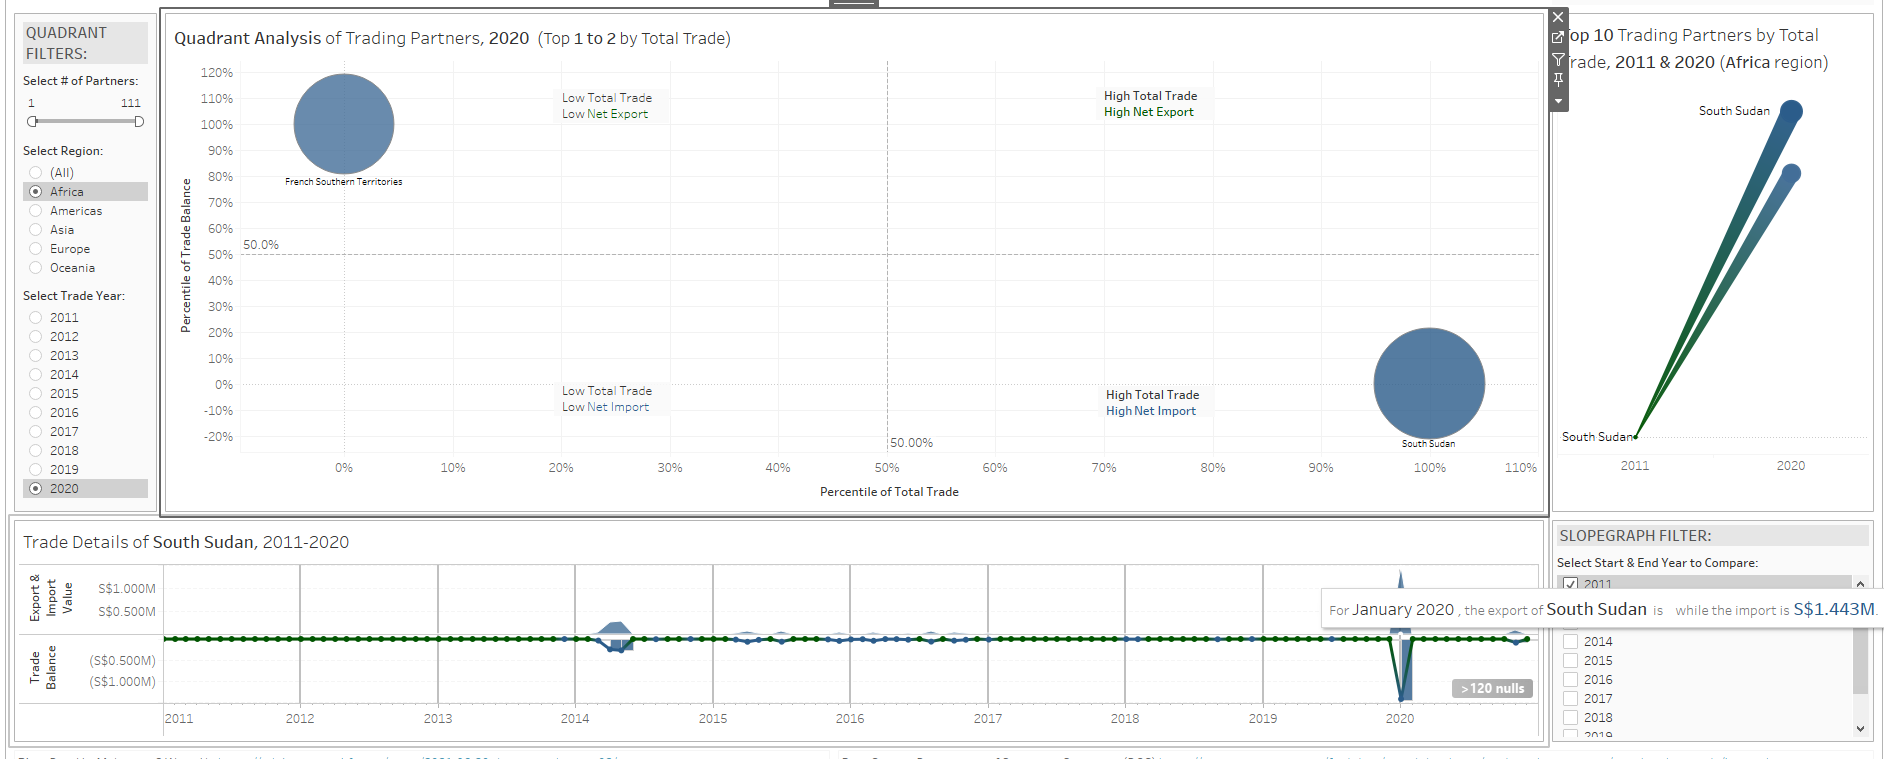 QUADRANT
FILTERS:
Select # of Partners:
1 111
Select Region:
(All)
Africa
Americas
Asia
Europe
Oceania
Select Trade Year:
2011
2012
2013
2014
2015
2016
2017
2018
2019
2020
Quadrant Analysis of Trading Partners, 2020 (Top 1 to 2 by Total Trade)
Percentile of Trade Balance
120%
110%
100%
90%
80%
70%
60%
50%
40%
30%
20%
10%
0%
-10%
-20%
Low Total Trade
Low Net Export
High Total Trade
High Net Export
French Southern Territories
50.0%
Low Total Trade
Low Net Import
High Total Trade
High Net Import
50.00%
South Sudan
0% 10% 20% 30% 40% 50% 60% 70% 80% 90% 100% 110%
Percentile of Total Trade
Top 10 Trading Partners by Total
Trade, 2011 & 2020 (Africa region)
South Sudan
South Sudan
2011 2020
Trade Details of South Sudan, 2011-2020
Export &
Import
Value
S$1.000M
S$0.500M
Trade
Balance
(S$0.500M)
(S$1.000M)
>120 nulls
2011 2012 2013 2014 2015 2016 2017 2018 2019 2020
SLOPEGRAPH FILTER:
Select Start & End Year to Compare:
2011
For January 2020 , the export of South Sudan is while the import is S$1.443M.
2014
2015
2016
2017
2018
2019